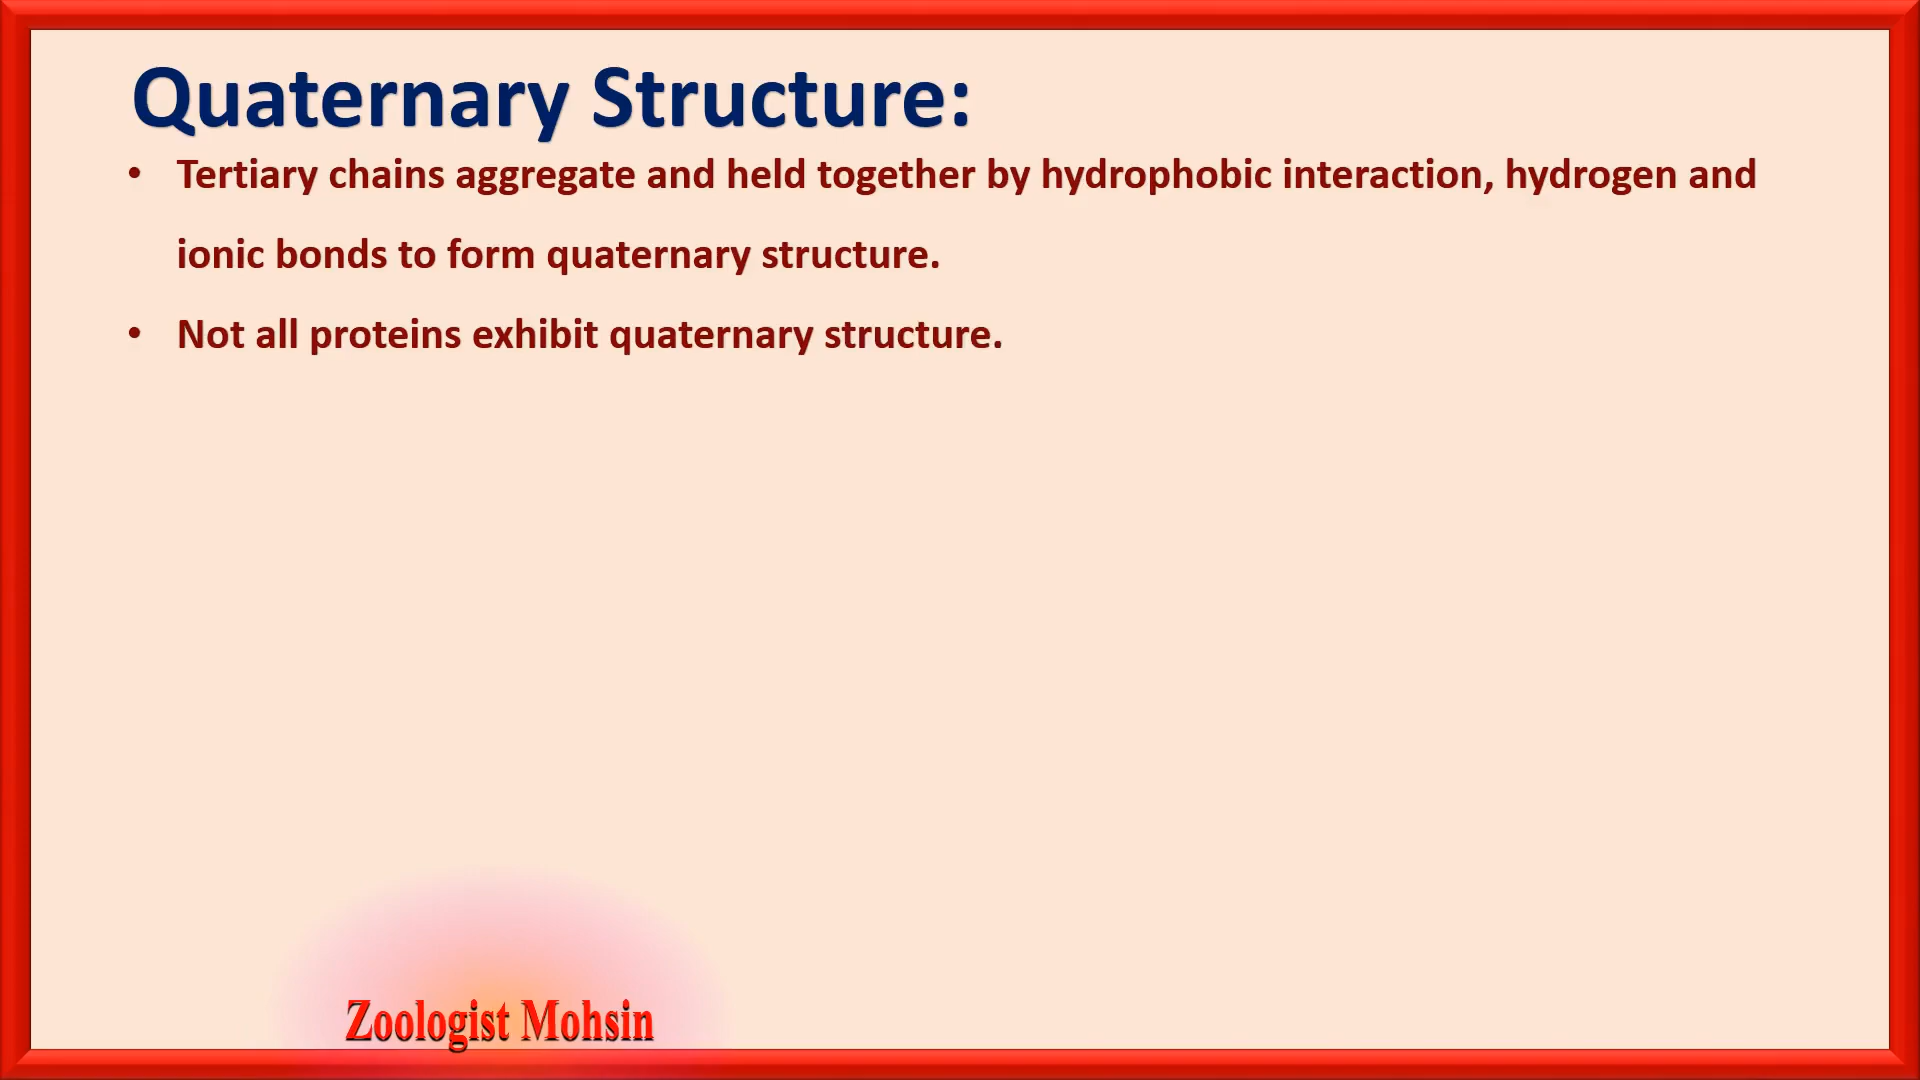 Quaternary Structure:
• Tertiary chains aggregate and held together by hydrophobic interaction, hydrogen and
ionic bonds to form quaternary structure.
• Not all proteins exhibit quaternary structure.
Zoologist Mohsin